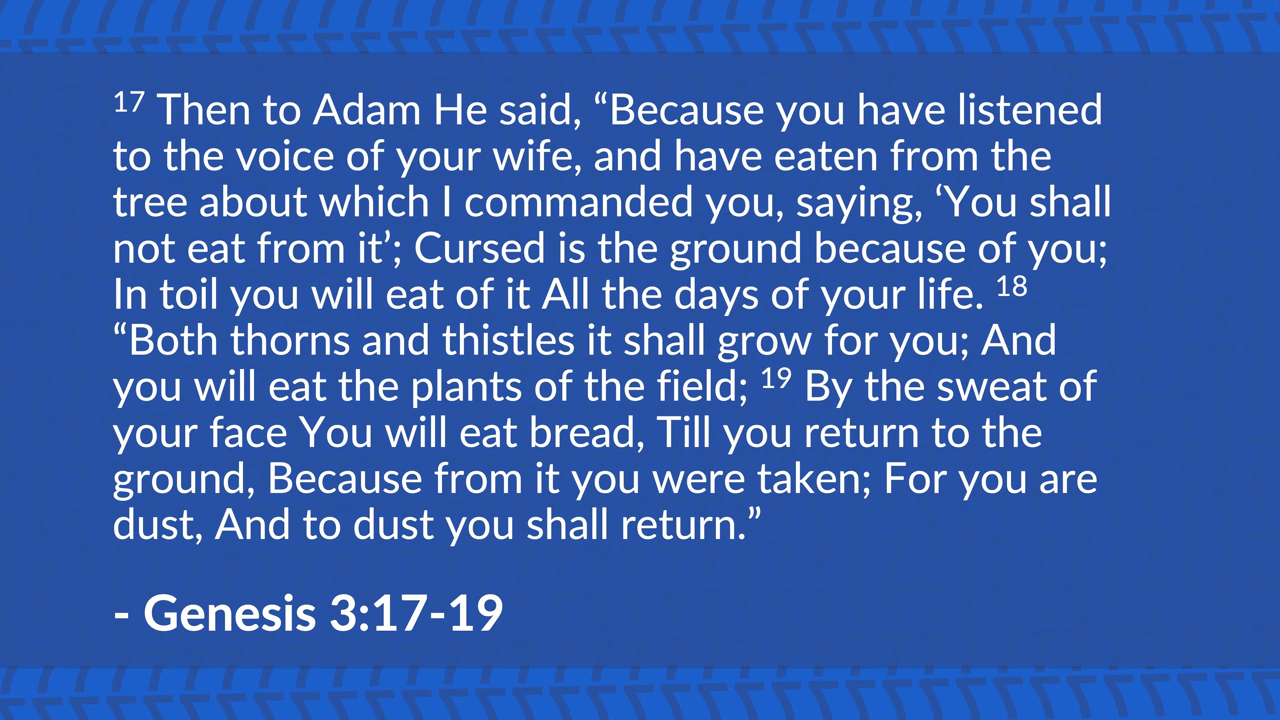 17 Then to Adam He said, “Because you have listened
to the voice of your wife, and have eaten from the
tree about which I commanded you, saying, ‘You shall
not eat from it’; Cursed is the ground because of you;
In toil you will eat of it All the days of your life. 18
“Both thorns and thistles it shall grow for you; And
you will eat the plants of the field; 19 By the sweat of
your face You will eat bread, Till you return to the
ground, Because from it you were taken; For you are
dust, And to dust you shall return.”
- Genesis 3:17-19